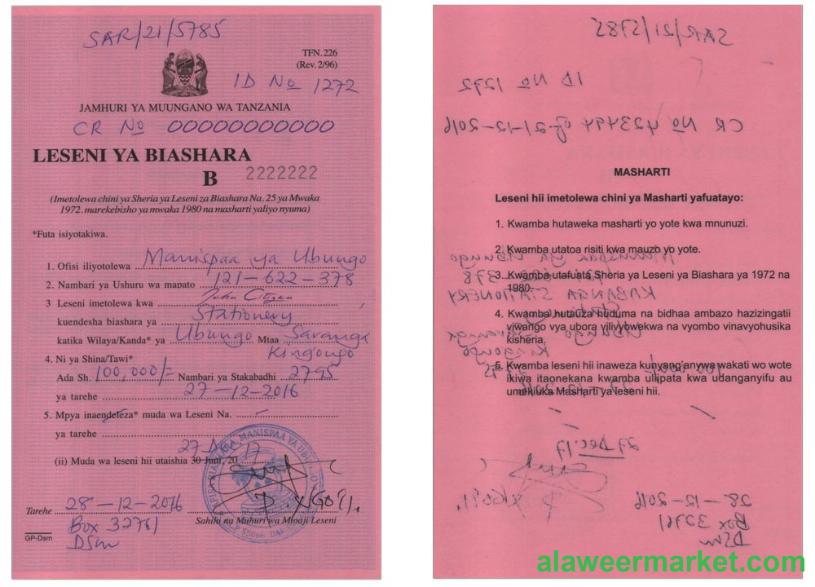 SAR/21/5785
TFN. 226
(Rev. 2/96)
ID No 1272
JAMHURI YA MUUNGANO WA TANZANIA
CR No 00000000000
LESENI YA BIASHARA
B 2222222
(Imetolewa chini ya Sheria ya Leseni za Biashara Na. 25 ya Mwaka
1972. marekebisho ya mwaka 1980 na masharti yaliyo nyuma)
*Futa isiyotakiwa.
1. Ofisi iliyotolewa Manispaa ya Ubungo
2. Nambari ya Ushuru wa mapato 121-622-378
3 Leseni imetolewa kwa John Citizen
kuendesha biashara ya Stationery
katika Wilaya/Kanda* ya Ubungo Mtaa Saranga
Kingongo
4. Ni ya Shina/Tawi*
Ada Sh. 100,000/= Nambari ya Stakabadhi 2795
ya tarehe 27-12-2016
5. Mpya inaendeleza* muda wa Leseni Na. -
ya tarehe -
27 Dec 17
(ii) Muda wa leseni hii utaishia 30 Juni, 20
MANISPAA YA UBUNGO
Tarehe 28-12-2016
Sahihi na Muhuri wa Mtoaji Leseni
Box 32761
DSm
GP-Dsm
SAR/21/5785
ID No 1272
CR No 423494 of 21-12-2016
MASHARTI
Leseni hii imetolewa chini ya Masharti yafuatayo:
1. Kwamba hutaweka masharti yo yote kwa mnunuzi.
2. Kwamba utatoa risiti kwa mauzo yo yote.
3. Kwamba utafuata Sheria ya Leseni ya Biashara ya 1972 na
1980.
KABANGA STATIONERY
4. Kwamba hutauza huduma na bidhaa ambazo hazizingatii
viwango vya ubora vilivyowekwa na vyombo vinavyohusika
kisheria.
5. Kwamba leseni hii inaweza kunyang'anywa wakati wo wote
ikiwa itaonekana kwamba ulilpata kwa udanganyifu au
umekiuka Masharti ya leseni hii.
27 Dec 17
28-12-2016
Box 32761
DSm
alaweermarket.com